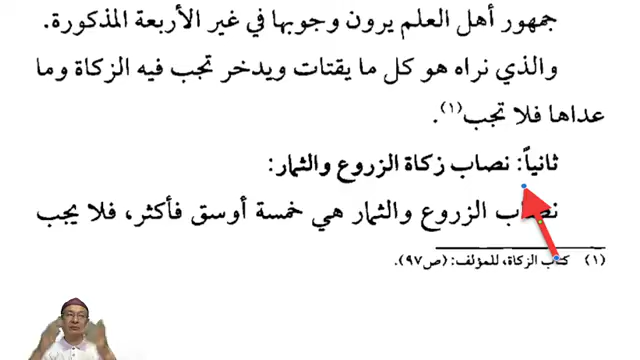 جمهور أهل العلم يرون وجوبها في غير الأربعة المذكورة.
والذي نراه هو كل ما يقتات ويدخر تجب فيه الزكاة وما
عداها فلا تجب(١).
ثانياً: نصاب زكاة الزروع والثمار:
نصاب الزروع والثمار هي خمسة أوسق فأكثر، فلا يجب
(١) كتاب الزكاة، للمؤلف: (ص٩٧).